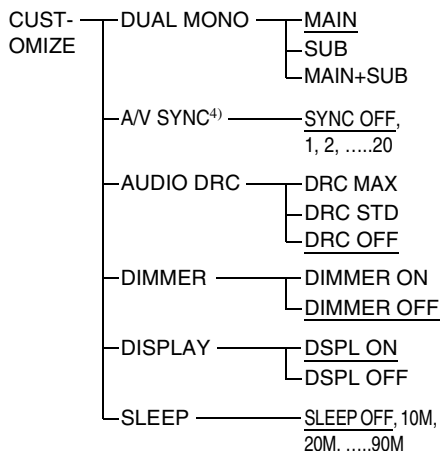 CUST- DUAL MONO MAIN
OMIZE SUB
MAIN+SUB
A/V SYNC4) SYNC OFF,
1, 2, .....20
AUDIO DRC DRC MAX
DRC STD
DRC OFF
DIMMER DIMMER ON
DIMMER OFF
DISPLAY DSPL ON
DSPL OFF
SLEEP SLEEP OFF, 10M,
20M, .....90M